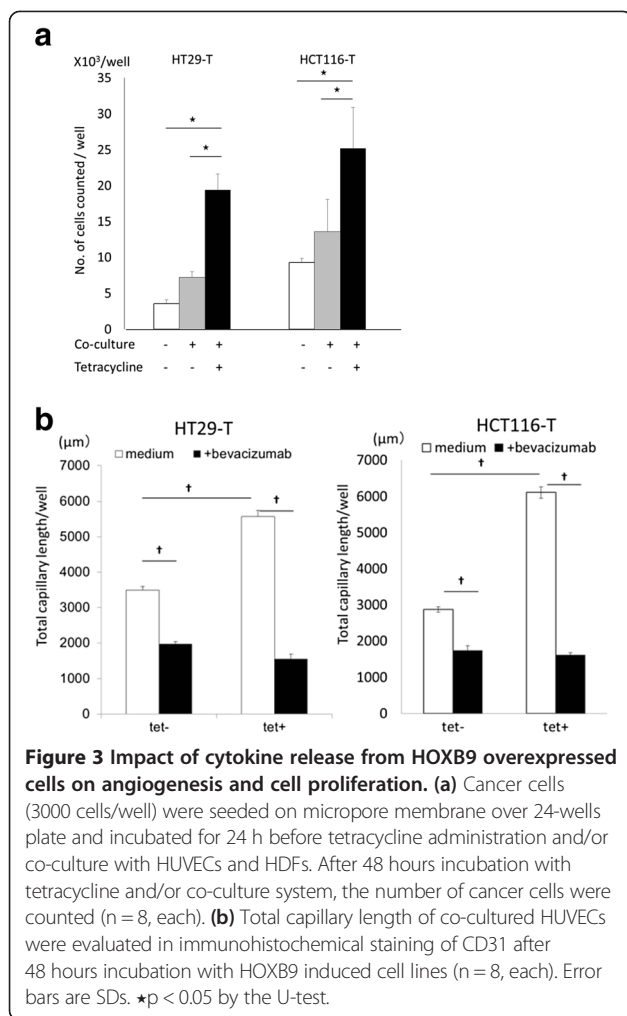 a
X10³/well
HT29-T
HCT116-T
★
★
★
★
No. of cells counted / well
35
30
25
20
15
10
5
0
Co-culture - + + - + +
Tetracycline - - + - - +
b
(μm)
HT29-T
medium +bevacizumab
Total capillary length/well
7000
6000
5000
4000
3000
2000
1000
0
†
†
†
tet- tet+
(μm)
HCT116-T
medium +bevacizumab
Total capillary length/well
7000
6000
5000
4000
3000
2000
1000
0
†
†
†
tet- tet+
Figure 3 Impact of cytokine release from HOXB9 overexpressed
cells on angiogenesis and cell proliferation. (a) Cancer cells
(3000 cells/well) were seeded on micropore membrane over 24-wells
plate and incubated for 24 h before tetracycline administration and/or
co-culture with HUVECs and HDFs. After 48 hours incubation with
tetracycline and/or co-culture system, the number of cancer cells were
counted (n = 8, each). (b) Total capillary length of co-cultured HUVECs
were evaluated in immunohistochemical staining of CD31 after
48 hours incubation with HOXB9 induced cell lines (n = 8, each). Error
bars are SDs. ★p < 0.05 by the U-test.